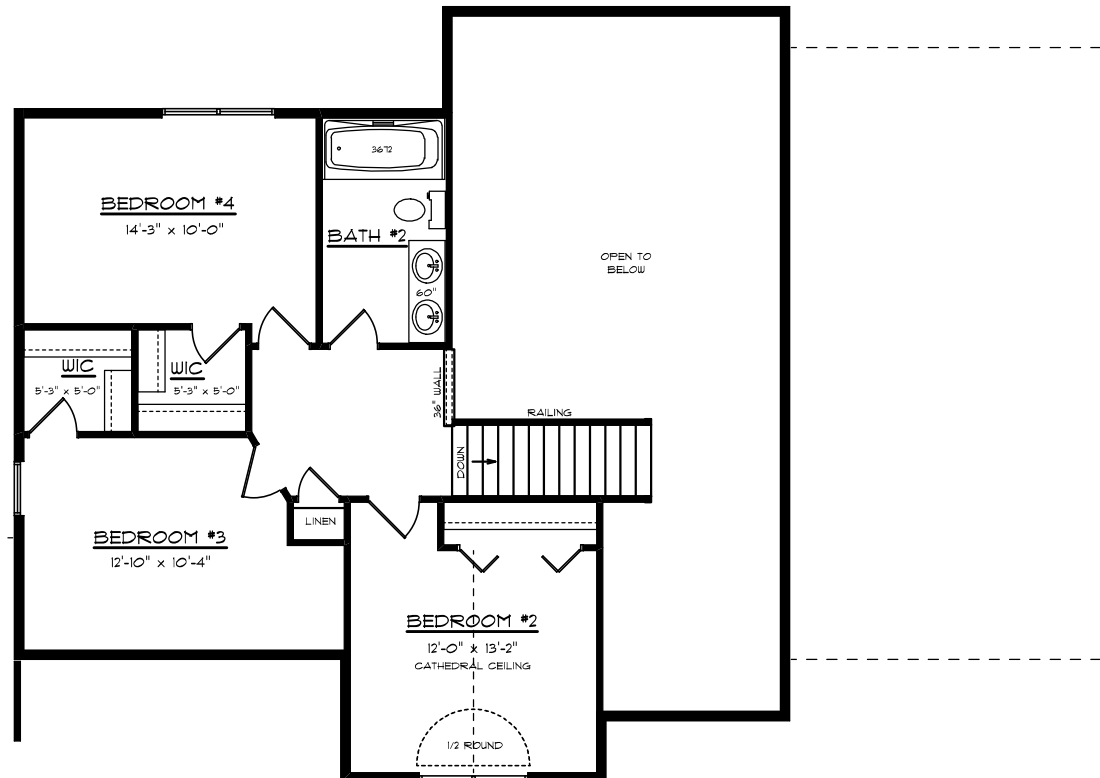 3672
BEDROOM #4
14'-3" x 10'-0"
BATH #2
60"
OPEN TO
BELOW
WIC
5'-3" x 5'-0"
WIC
5'-3" x 5'-0"
36" WALL
RAILING
DOWN
LINEN
BEDROOM #3
12'-10" x 10'-4"
BEDROOM #2
12'-0" x 13'-2"
CATHEDRAL CEILING
1/2 ROUND